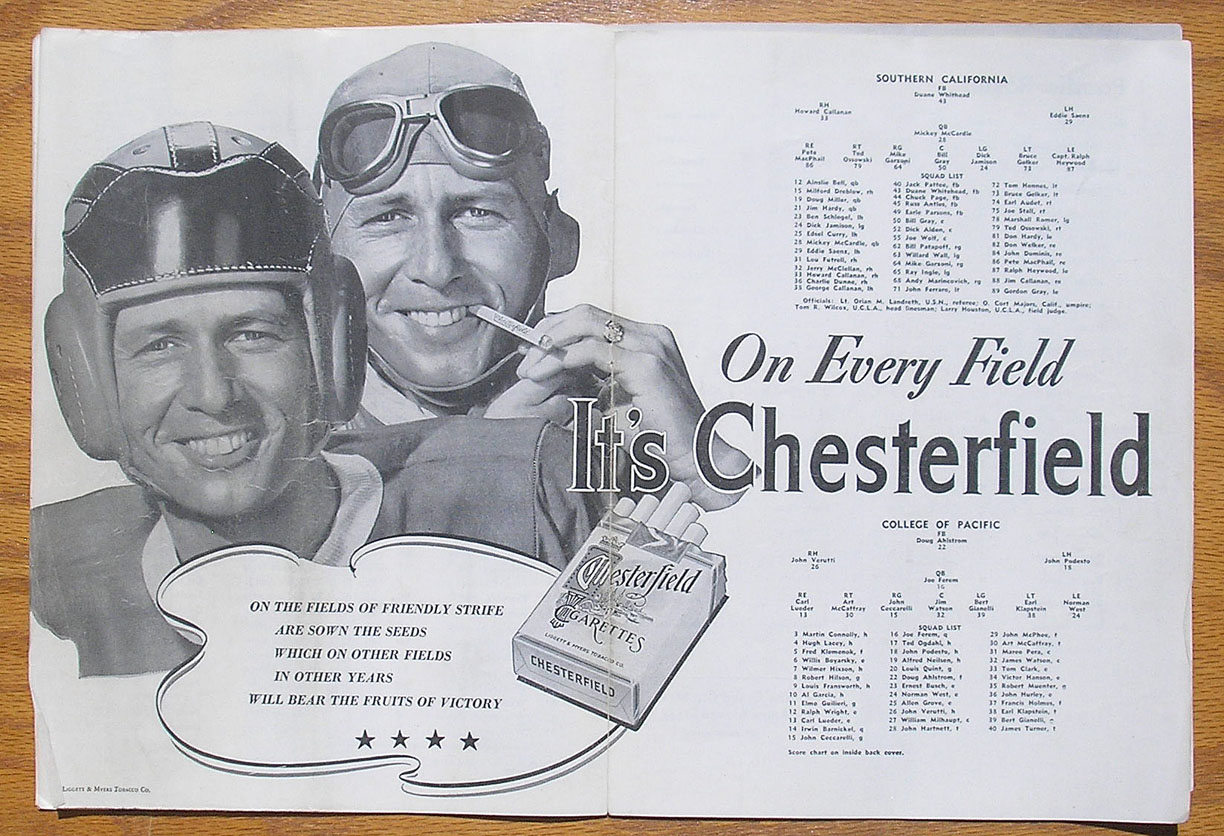 SOUTHERN CALIFORNIA
FB
Duane Whitehead
43
RH
Howard Callanan
33
LH
Eddie Saenz
29
QB
Mickey McCardle
28
RE
Pete
MacPhail
86
RT
Ted
Ossowski
79
RG
Mike
Garzoni
64
C
Bill
Gray
50
LG
Dick
Jamison
24
LT
Bruce
Gelker
73
LE
Capt. Ralph
Heywood
87
SQUAD LIST
12 Ainslie Bell, qb
15 Milford Dreblow, rh
19 Doug Miller, qb
21 Jim Hardy, qb
23 Ben Schlegel, lh
24 Dick Jamison, lg
25 Edsel Curry, lh
28 Mickey McCardle, qb
29 Eddie Saenz, lh
31 Lou Futrell, rh
32 Jerry McClellan, rh
33 Howard Callanan, rh
36 Charlie Dunne, rh
38 George Callanan, lh
40 Jack Pattee, fb
43 Duane Whitehead, fb
44 Chuck Page, fb
45 Russ Antles, fb
49 Earle Parsons, fb
50 Bill Gray, c
52 Dick Alden, c
55 Joe Wolf, c
62 Bill Patapoff, rg
63 Willard Wall, lg
64 Mike Garzoni, rg
65 Ray Ingle, lg
68 Andy Marincovich, rg
71 John Ferraro, lt
72 Tom Hannes, lt
73 Bruce Gelker, lt
74 Earl Audet, rt
75 Joe Stall, rt
78 Marshall Romer, lg
79 Ted Ossowski, rt
81 Don Hardy, le
82 Don Welker, re
84 John Duminis, re
86 Pete MacPhail, re
87 Ralph Heywood, le
88 Jim Callanan, re
89 Gordon Gray, le
Officials: Lt. Orian M. Landreth, U.S.N., referee; O. Cort Majors, Calif., umpire;
Tom R. Wilcox, U.C.L.A., head linesman; Larry Houston, U.C.L.A., field judge.
On Every Field
It's Chesterfield
Chesterfield
Chesterfield
CIGARETTES
LIGGETT & MYERS TOBACCO CO.
CHESTERFIELD
ON THE FIELDS OF FRIENDLY STRIFE
ARE SOWN THE SEEDS
WHICH ON OTHER FIELDS
IN OTHER YEARS
WILL BEAR THE FRUITS OF VICTORY
LIGGETT & MYERS TOBACCO CO.
COLLEGE OF PACIFIC
FB
Doug Ahlstrom
22
RH
John Verutti
26
LH
John Podesto
18
QB
Joe Ferem
16
RE
Carl
Lueder
13
RT
Art
McCaffray
30
RG
John
Ceccarelli
15
C
Jim
Watson
32
LG
Bert
Gianelli
39
LT
Earl
Klapstein
38
LE
Norman
West
24
SQUAD LIST
3 Martin Connolly, h
4 Hugh Lacey, h
5 Fred Klemenok, f
6 Willis Boyarsky, e
7 Wilmer Hixson, h
8 Robert Hilson, g
9 Louis Fransworth, h
10 Al Garcia, h
11 Elmo Guilieri, g
12 Ralph Wright, e
13 Carl Lueder, e
14 Irwin Barnickel, q
15 John Ceccarelli, g
16 Joe Ferem, q
17 Ted Ogdahl, h
18 John Podesto, h
19 Alfred Neilsen, h
20 Louis Quint, g
22 Doug Ahlstrom, f
23 Ernest Busch, e
24 Norman West, e
25 Allen Grove, e
26 John Verutti, h
27 William Milhaupt, c
28 John Hartnett, t
29 John McPhee, t
30 Art McCaffray, t
31 Marco Pera, c
32 James Watson, c
33 Tom Clark, e
34 Victor Hansen, e
35 Robert Muenter, g
36 John Hurley, e
37 Francis Holmes, t
38 Earl Klapstein, t
39 Bert Gianelli, g
40 James Turner, t
Score chart on inside back cover.